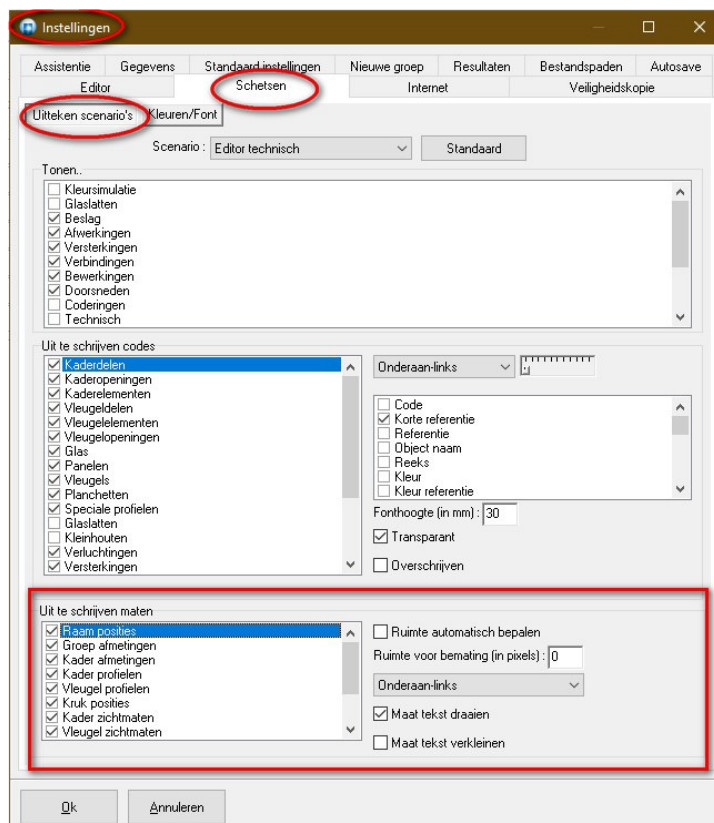 Instellingen
Assistentie Gegevens Standaard instellingen Nieuwe groep Resultaten Bestandspaden Autosave
Editor Schetsen Internet Veiligheidskopie
Uitteken scenario's Kleuren/Font
Scenario : Editor technisch Standaard
Tonen..
Kleursimulatie
Glaslatten
Beslag
Afwerkingen
Versterkingen
Verbindingen
Bewerkingen
Doorsneden
Coderingen
Technisch
Uit te schrijven codes
Kaderdelen
Kaderopeningen
Kaderelementen
Vleugeldelen
Vleugelelementen
Vleugelopeningen
Glas
Panelen
Vleugels
Planchetten
Speciale profielen
Glaslatten
Kleinhouten
Verluchtingen
Versterkingen
Onderaan-links
Code
Korte referentie
Referentie
Object naam
Reeks
Kleur
Kleur referentie
Fonthoogte (in mm) : 30
Transparant
Overschrijven
Uit te schrijven maten
Raam posities
Groep afmetingen
Kader afmetingen
Kader profielen
Vleugel profielen
Kruk posities
Kader zichtmaten
Vleugel zichtmaten
Ruimte automatisch bepalen
Ruimte voor bemating (in pixels) : 0
Onderaan-links
Maat tekst draaien
Maat tekst verkleinen
Ok Annuleren